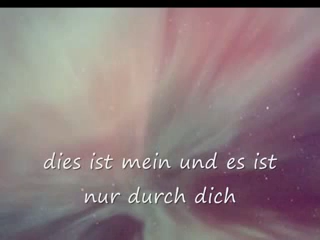 dies ist mein und es ist
nur durch dich